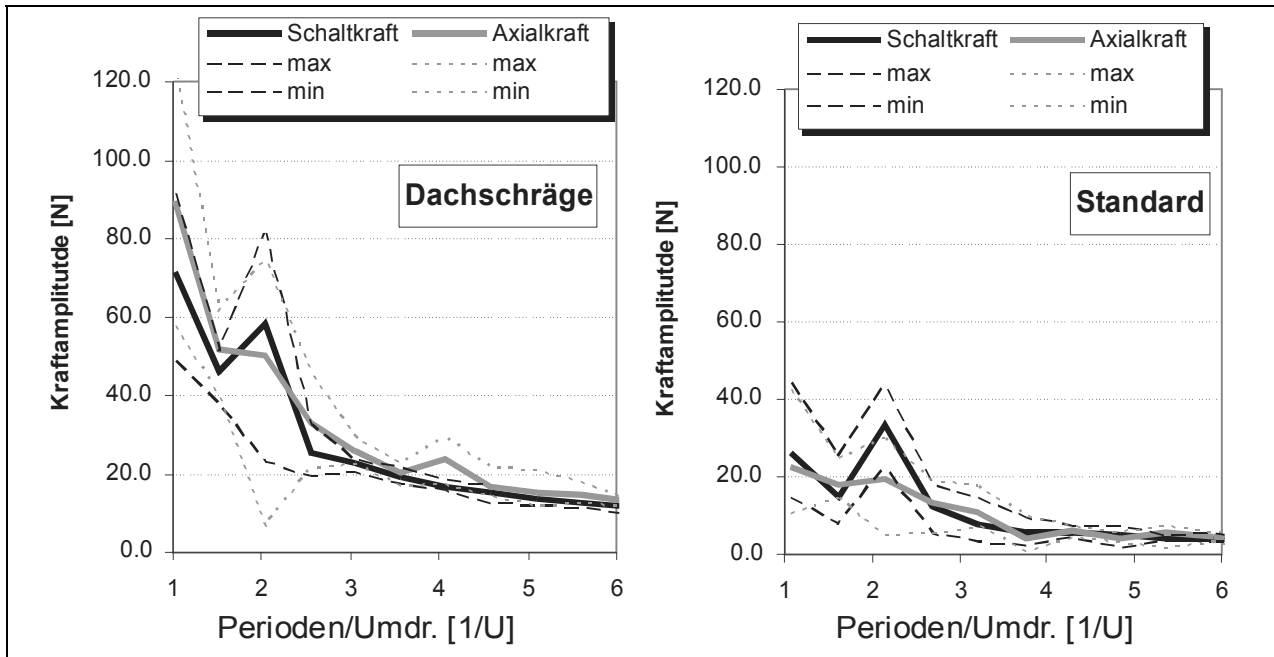 Schaltkraft Axialkraft
max max
min min
120.0
100.0
80.0
60.0
40.0
20.0
0.0
Kraftamplitutde [N]
Dachschräge
1 2 3 4 5 6
Perioden/Umdr. [1/U]
Schaltkraft Axialkraft
max max
min min
120.0
100.0
80.0
60.0
40.0
20.0
0.0
Kraftamplitutde [N]
Standard
1 2 3 4 5 6
Perioden/Umdr. [1/U]